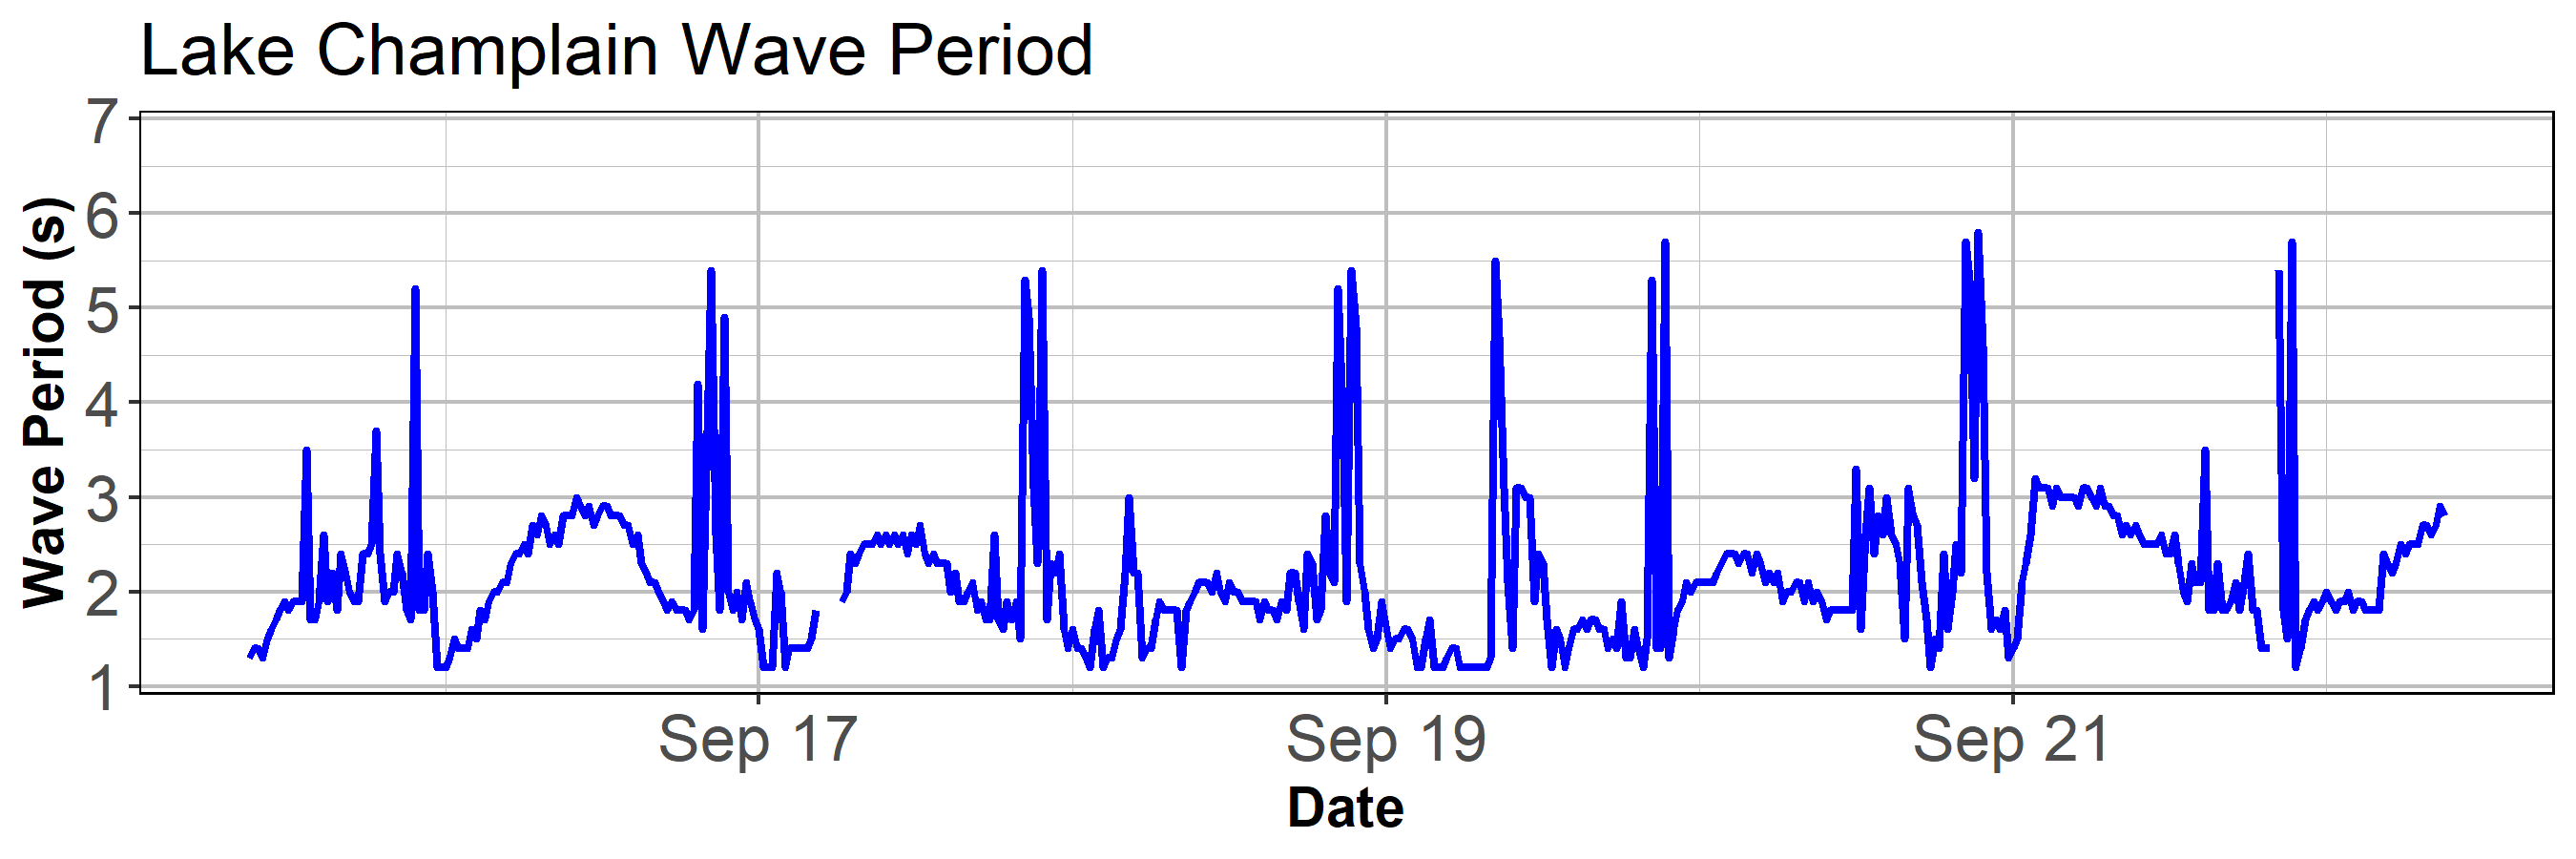 Lake Champlain Wave Period
Wave Period (s)
7
6
5
4
3
2
1
Sep 17
Sep 19
Sep 21
Date